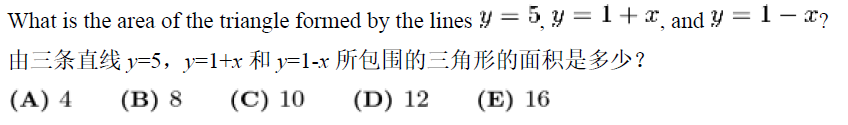 What is the area of the triangle formed by the lines y = 5, y = 1 + x, and y = 1 − x?
由三条直线 y=5，y=1+x 和 y=1-x 所包围的三角形的面积是多少？
(A) 4 (B) 8 (C) 10 (D) 12 (E) 16